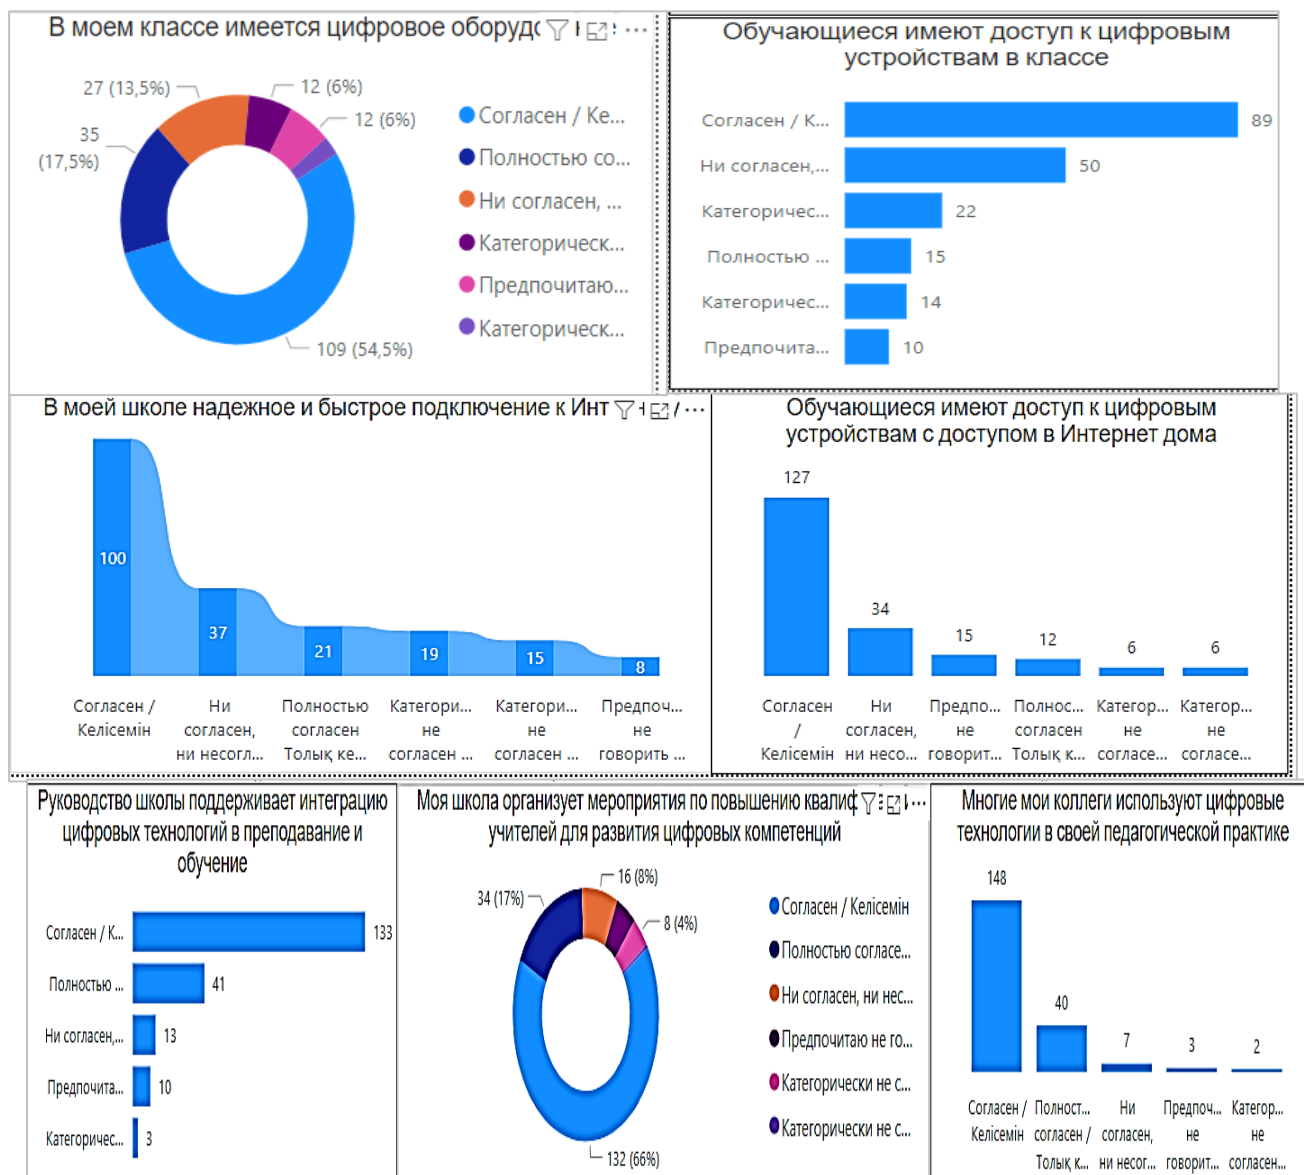 В моем классе имеется цифровое оборудо
27 (13,5%)
12 (6%)
12 (6%)
35
(17,5%)
109 (54,5%)
Согласен / Ке...
Полностью со...
Ни согласен, ...
Категорическ...
Предпочитаю...
Категорическ...
Обучающиеся имеют доступ к цифровым
устройствам в классе
Согласен / К... 89
Ни согласен,... 50
Категоричес... 22
Полностью ... 15
Категоричес... 14
Предпочита... 10
В моей школе надежное и быстрое подключение к Инт
100
37
21
19
15
8
Согласен /
Келісемін
Ни
согласен,
ни несогл...
Полностью
согласен
Толық ке...
Категори...
не
согласен ...
Категори...
не
согласен ...
Предпоч...
не
говорить ...
Обучающиеся имеют доступ к цифровым
устройствам с доступом в Интернет дома
127
34
15
12
6
6
Согласен
/
Келісемін
Ни
согласен,
ни несо...
Предпо...
не
говорит...
Полнос...
согласен
Толық к...
Категор...
не
согласе...
Категор...
не
согласе...
Руководство школы поддерживает интеграцию
цифровых технологий в преподавание и
обучение
Согласен / К... 133
Полностью ... 41
Ни согласен,... 13
Предпочита... 10
Категоричес... 3
Моя школа организует мероприятия по повышению квалиф
учителей для развития цифровых компетенций
16 (8%)
34 (17%)
8 (4%)
132 (66%)
Согласен / Келісемін
Полностью согласе...
Ни согласен, ни нес...
Предпочитаю не го...
Категорически не с...
Категорически не с...
Многие мои коллеги используют цифровые
технологии в своей педагогической практике
148
40
7
3
2
Согласен /
Келісемін
Полност...
согласен /
Толық к...
Ни
согласен,
ни несог...
Предпоч...
не
говорить ...
Категор...
не
согласен...